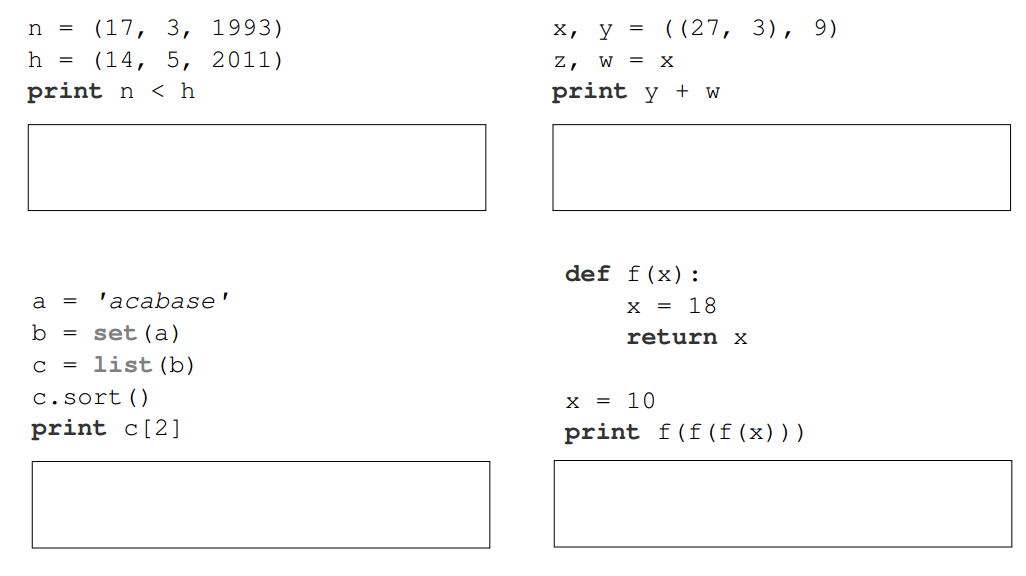 n = (17, 3, 1993)
h = (14, 5, 2011)
print n < h
x, y = ((27, 3), 9)
z, w = x
print y + w
a = 'acabase'
b = set(a)
c = list(b)
c.sort()
print c[2]
def f(x):
    x = 18
    return x
x = 10
print f(f(f(x)))